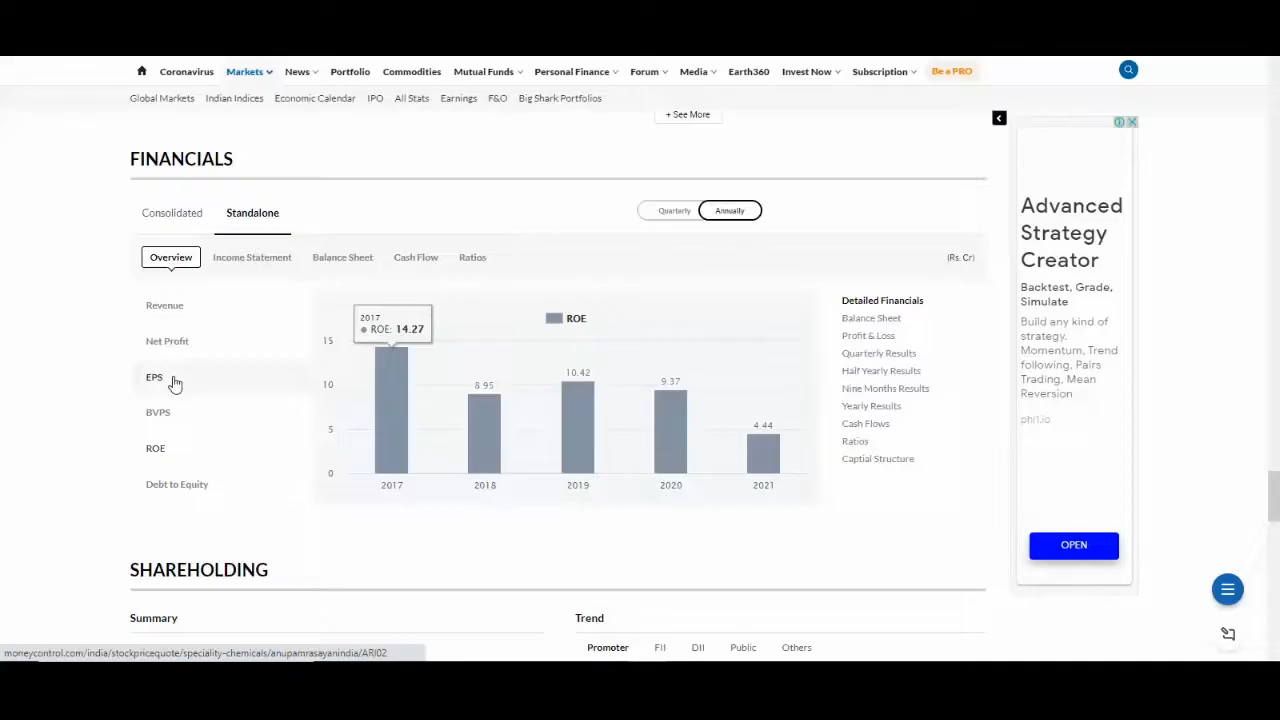 Coronavirus Markets News Portfolio Commodities Mutual Funds Personal Finance Forum Media Earth360 Invest Now Subscription Be a PRO
Global Markets Indian Indices Economic Calendar IPO All Stats Earnings F&O Big Shark Portfolios
+ See More
FINANCIALS
Consolidated Standalone
Quarterly Annually
Overview Income Statement Balance Sheet Cash Flow Ratios (Rs. Cr)
Revenue
Net Profit
EPS
BVPS
ROE
Debt to Equity
2017
ROE: 14.27
ROE
15
10
5
0
8.95
10.42
9.37
4.44
2017 2018 2019 2020 2021
Detailed Financials
Balance Sheet
Profit & Loss
Quarterly Results
Half Yearly Results
Nine Months Results
Yearly Results
Cash Flows
Ratios
Captial Structure
Advanced
Strategy
Creator
Backtest, Grade,
Simulate
Build any kind of
strategy.
Momentum, Trend
following, Pairs
Trading, Mean
Reversion
phi1.io
OPEN
SHAREHOLDING
Summary
Trend
Promoter FII DII Public Others
moneycontrol.com/india/stockpricequote/speciality-chemicals/anupamrasayanindia/ARI02